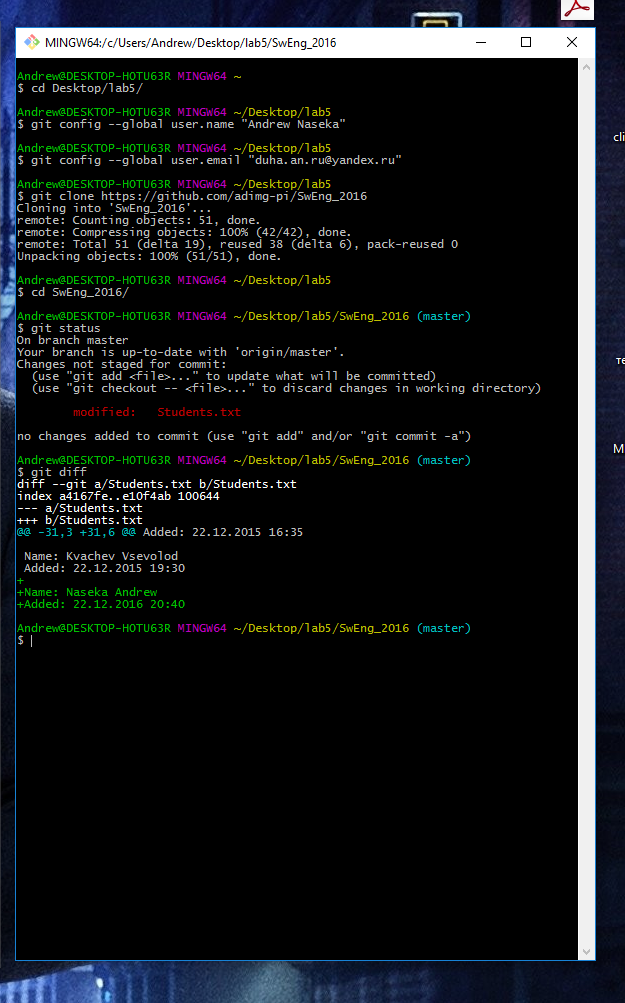 MINGW64:/c/Users/Andrew/Desktop/lab5/SwEng_2016
Andrew@DESKTOP-HOTU63R MINGW64 ~
$ cd Desktop/lab5/
Andrew@DESKTOP-HOTU63R MINGW64 ~/Desktop/lab5
$ git config --global user.name "Andrew Naseka"
Andrew@DESKTOP-HOTU63R MINGW64 ~/Desktop/lab5
$ git config --global user.email "duha.an.ru@yandex.ru"
Andrew@DESKTOP-HOTU63R MINGW64 ~/Desktop/lab5
$ git clone https://github.com/adimg-pi/SwEng_2016
Cloning into 'SwEng_2016'...
remote: Counting objects: 51, done.
remote: Compressing objects: 100% (42/42), done.
remote: Total 51 (delta 19), reused 38 (delta 6), pack-reused 0
Unpacking objects: 100% (51/51), done.
Andrew@DESKTOP-HOTU63R MINGW64 ~/Desktop/lab5
$ cd SwEng_2016/
Andrew@DESKTOP-HOTU63R MINGW64 ~/Desktop/lab5/SwEng_2016 (master)
$ git status
On branch master
Your branch is up-to-date with 'origin/master'.
Changes not staged for commit:
  (use "git add <file>..." to update what will be committed)
  (use "git checkout -- <file>..." to discard changes in working directory)
        modified:   Students.txt
no changes added to commit (use "git add" and/or "git commit -a")
Andrew@DESKTOP-HOTU63R MINGW64 ~/Desktop/lab5/SwEng_2016 (master)
$ git diff
diff --git a/Students.txt b/Students.txt
index a4167fe..e10f4ab 100644
--- a/Students.txt
+++ b/Students.txt
@@ -31,3 +31,6 @@ Added: 22.12.2015 16:35
 Name: Kvachev Vsevolod
 Added: 22.12.2015 19:30
+
+Name: Naseka Andrew
+Added: 22.12.2016 20:40
Andrew@DESKTOP-HOTU63R MINGW64 ~/Desktop/lab5/SwEng_2016 (master)
$
cli
те
M